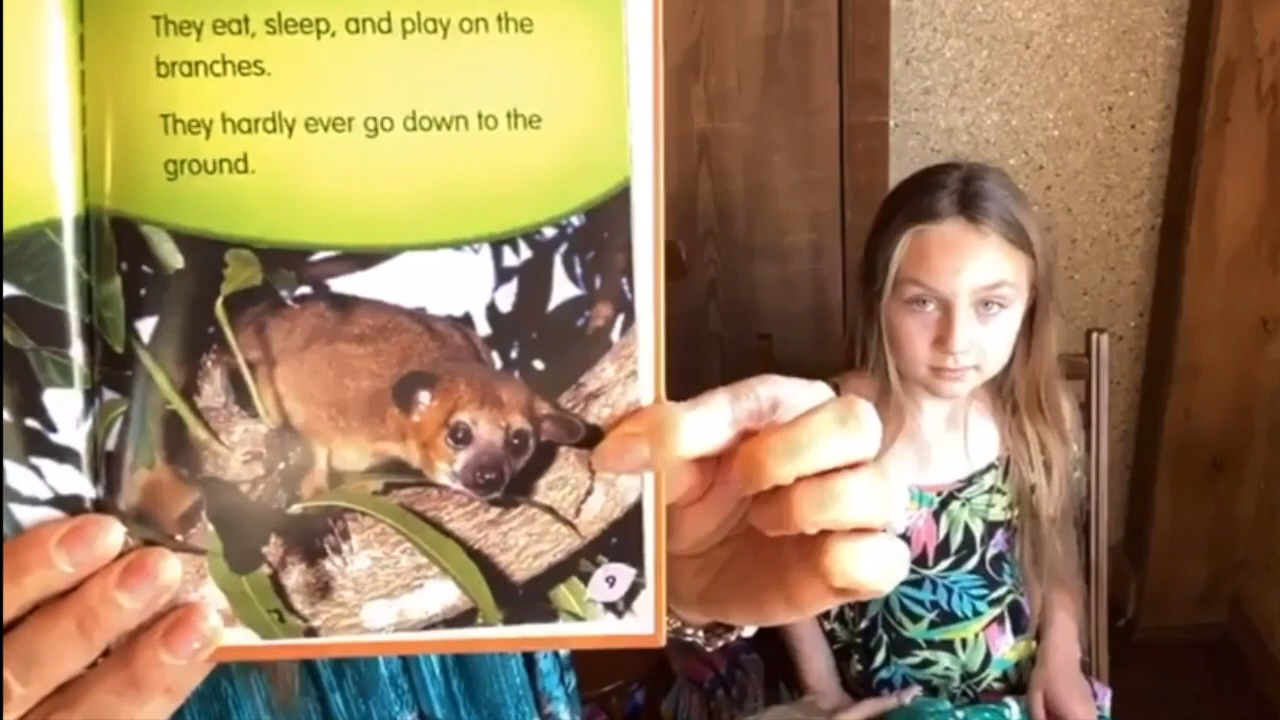 They eat, sleep, and play on the
branches.
They hardly ever go down to the
ground.
9